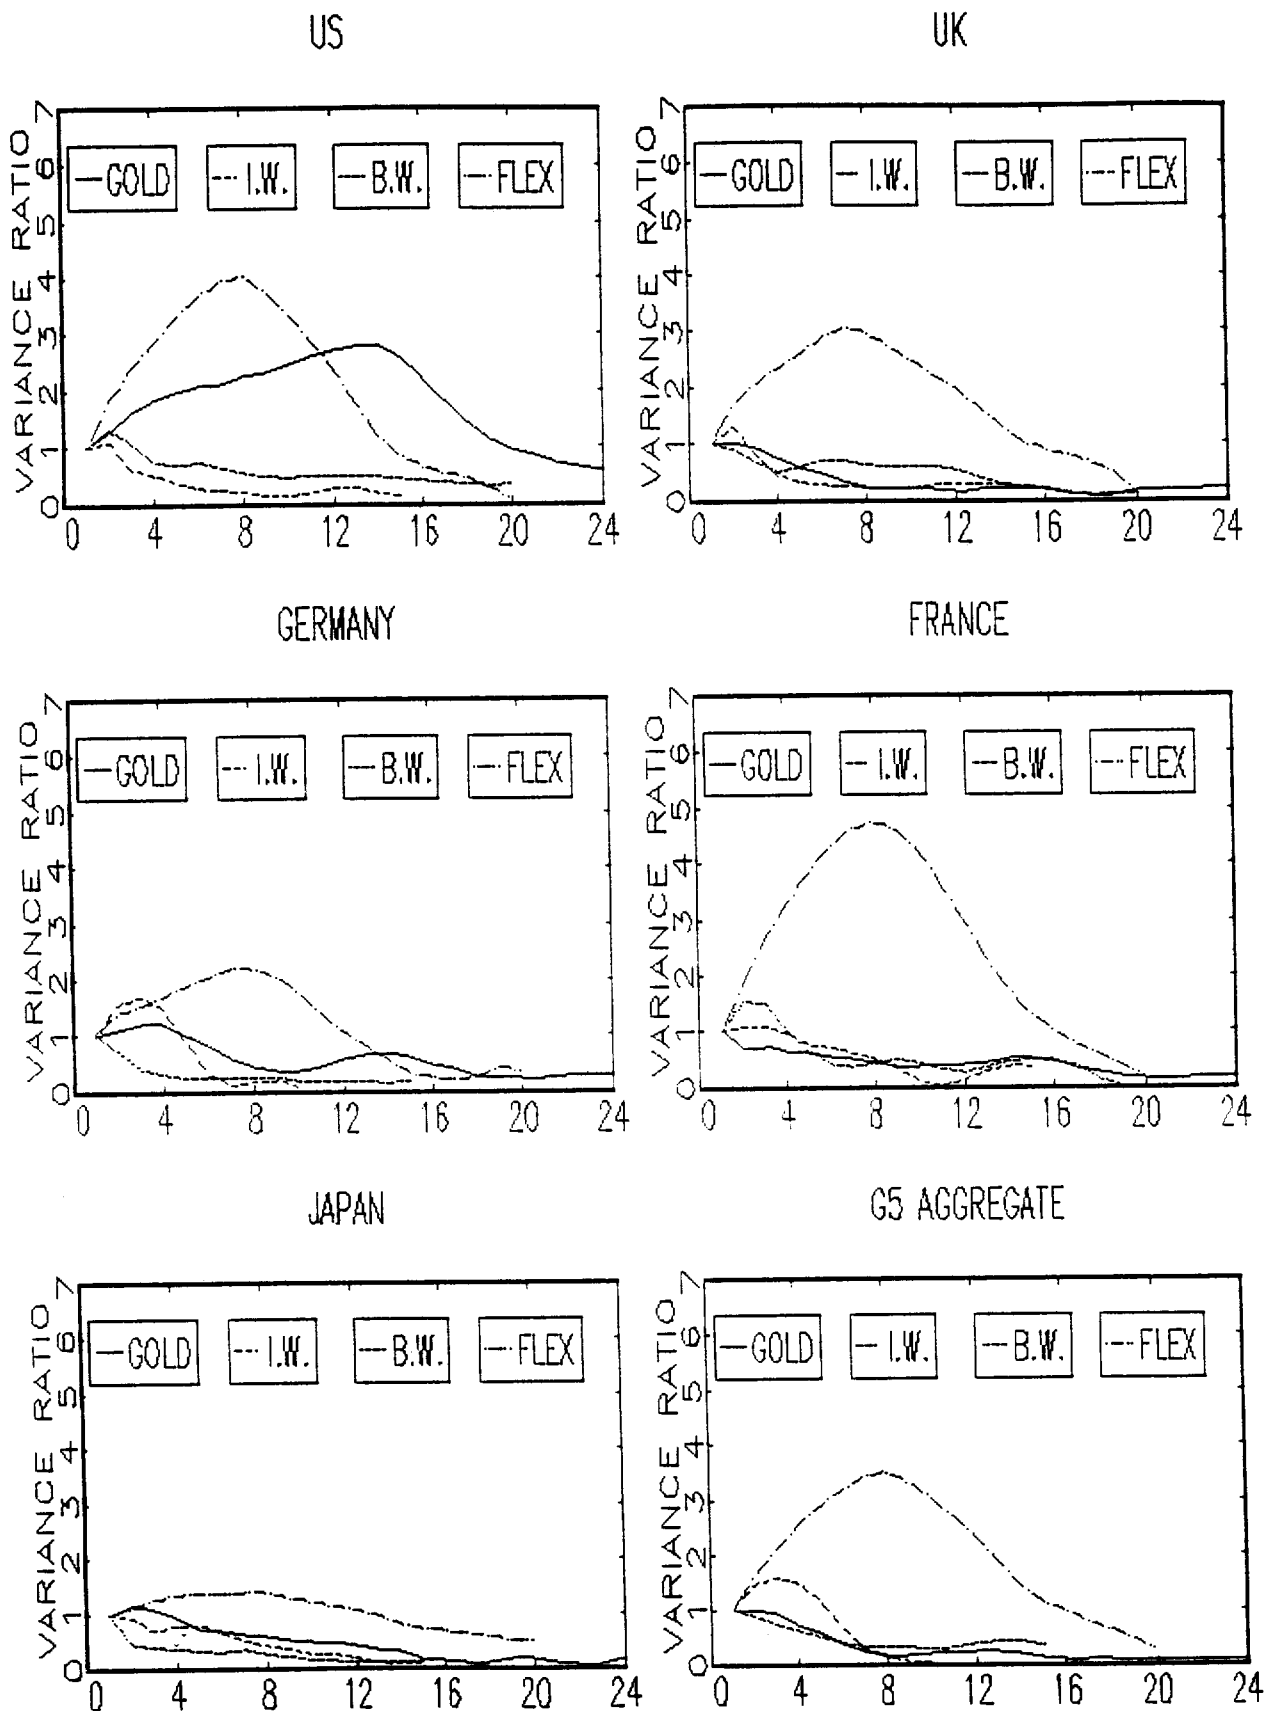 US
UK
VARIANCE RATIO
7
6
5
4
3
2
1
0
GOLD
I.W.
B.W.
FLEX
0 4 8 12 16 20 24
VARIANCE RATIO
7
6
5
4
3
2
1
0
GOLD
I.W.
B.W.
FLEX
0 4 8 12 16 20 24
GERMANY
FRANCE
VARIANCE RATIO
7
6
5
4
3
2
1
0
GOLD
I.W.
B.W.
FLEX
0 4 8 12 16 20 24
VARIANCE RATIO
7
6
5
4
3
2
1
0
GOLD
I.W.
B.W.
FLEX
0 4 8 12 16 20 24
JAPAN
G5 AGGREGATE
VARIANCE RATIO
7
6
5
4
3
2
1
0
GOLD
I.W.
B.W.
FLEX
0 4 8 12 16 20 24
VARIANCE RATIO
7
6
5
4
3
2
1
0
GOLD
I.W.
B.W.
FLEX
0 4 8 12 16 20 24